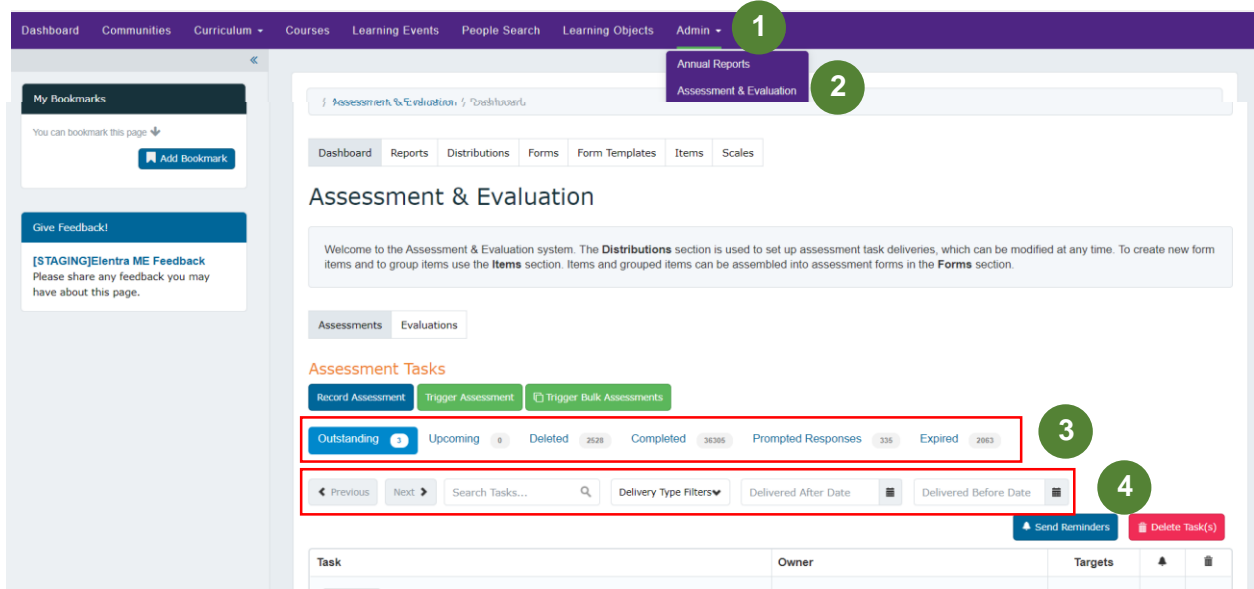 Dashboard Communities Curriculum Courses Learning Events People Search Learning Objects Admin 1
Annual Reports
Assessment & Evaluation 2
My Bookmarks
You can bookmark this page
Add Bookmark
Give Feedback!
[STAGING]Elentra ME Feedback
Please share any feedback you may
have about this page.
/ Assessment & Evaluation / Dashboard
Dashboard Reports Distributions Forms Form Templates Items Scales
Assessment & Evaluation
Welcome to the Assessment & Evaluation system. The Distributions section is used to set up assessment task deliveries, which can be modified at any time. To create new form
items and to group items use the Items section. Items and grouped items can be assembled into assessment forms in the Forms section.
Assessments Evaluations
Assessment Tasks
Record Assessment Trigger Assessment Trigger Bulk Assessments
Outstanding 3 Upcoming 0 Deleted 2528 Completed 36305 Prompted Responses 335 Expired 2063 3
Previous Next Search Tasks... Delivery Type Filters Delivered After Date Delivered Before Date 4
Send Reminders Delete Task(s)
Task Owner Targets